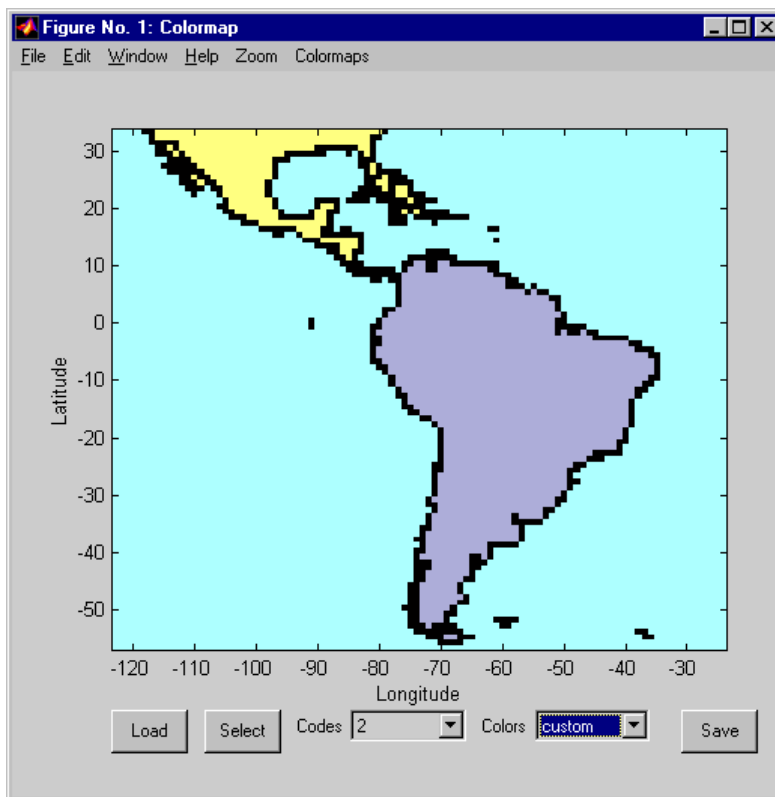 Figure No. 1: Colormap
File Edit Window Help Zoom Colormaps
30
20
10
0
-10
-20
-30
-40
-50
Latitude
-120 -110 -100 -90 -80 -70 -60 -50 -40 -30
Longitude
Load Select Codes 2 Colors custom Save